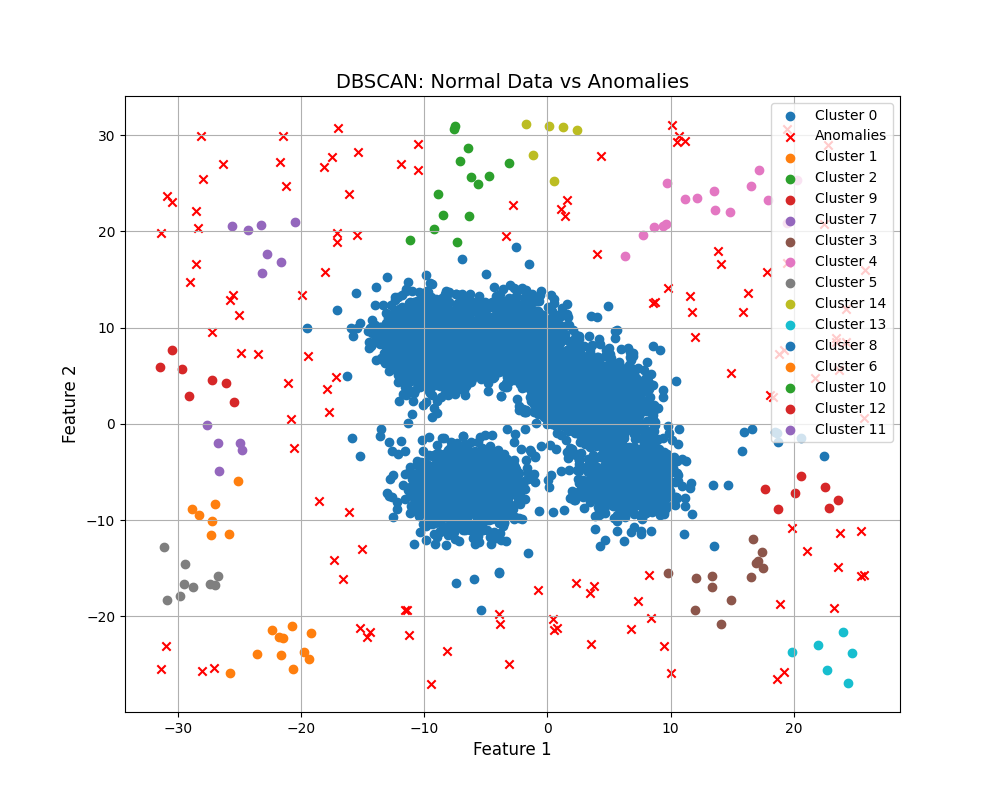 DBSCAN: Normal Data vs Anomalies
Cluster 0
Anomalies
Cluster 1
Cluster 2
Cluster 9
Cluster 7
Cluster 3
Cluster 4
Cluster 5
Cluster 14
Cluster 13
Cluster 8
Cluster 6
Cluster 10
Cluster 12
Cluster 11
30
20
10
0
−10
−20
Feature 2
−30 −20 −10 0 10 20
Feature 1